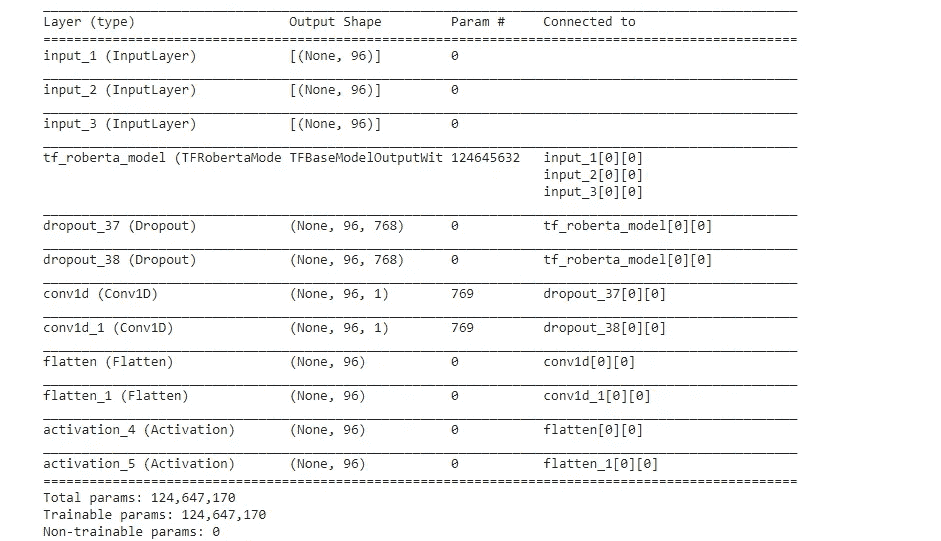 Layer (type) Output Shape Param # Connected to
==================================================================================================
input_1 (InputLayer) [(None, 96)] 0
input_2 (InputLayer) [(None, 96)] 0
input_3 (InputLayer) [(None, 96)] 0
tf_roberta_model (TFRobertaMode TFBaseModelOutputWit 124645632 input_1[0][0]
input_2[0][0]
input_3[0][0]
dropout_37 (Dropout) (None, 96, 768) 0 tf_roberta_model[0][0]
dropout_38 (Dropout) (None, 96, 768) 0 tf_roberta_model[0][0]
conv1d (Conv1D) (None, 96, 1) 769 dropout_37[0][0]
conv1d_1 (Conv1D) (None, 96, 1) 769 dropout_38[0][0]
flatten (Flatten) (None, 96) 0 conv1d[0][0]
flatten_1 (Flatten) (None, 96) 0 conv1d_1[0][0]
activation_4 (Activation) (None, 96) 0 flatten[0][0]
activation_5 (Activation) (None, 96) 0 flatten_1[0][0]
==================================================================================================
Total params: 124,647,170
Trainable params: 124,647,170
Non-trainable params: 0